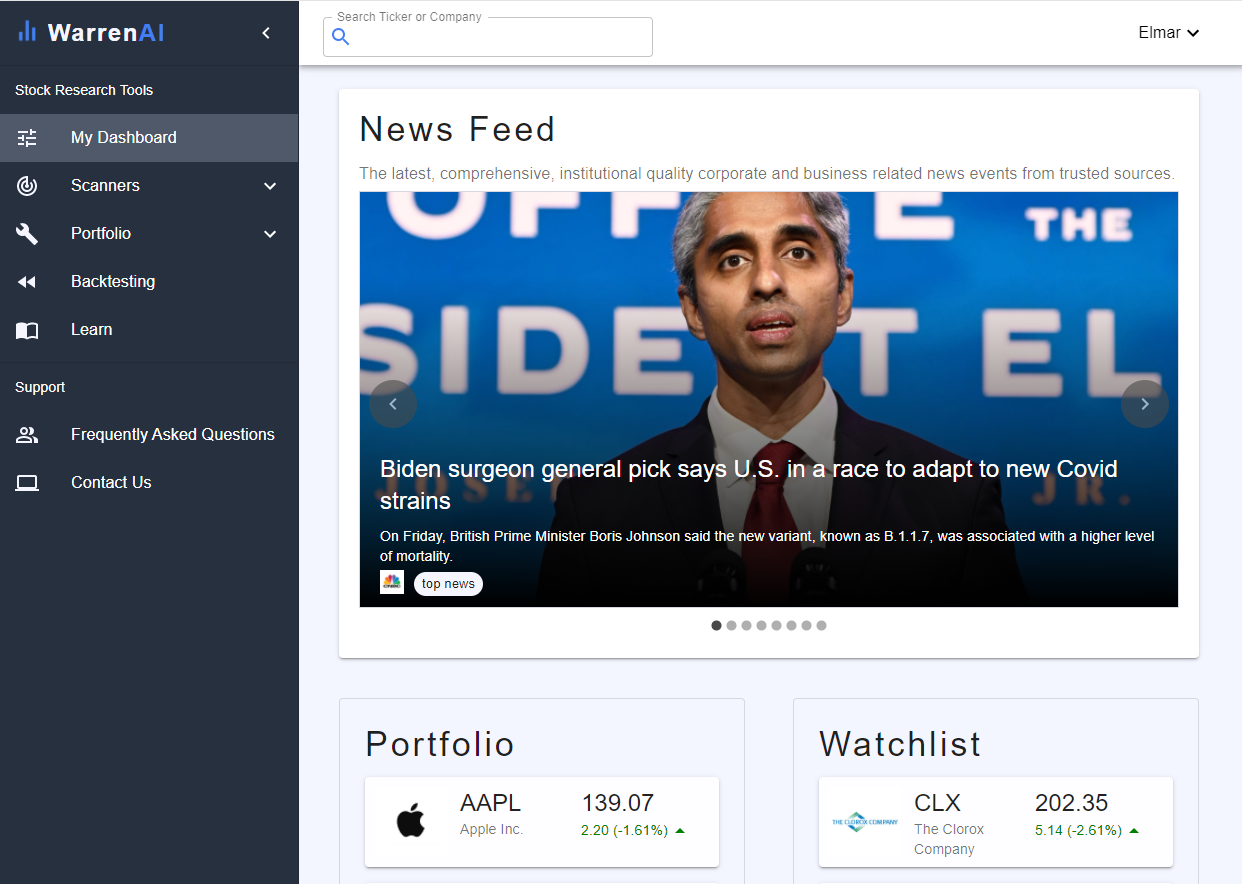 WarrenAI
Search Ticker or Company
Elmar
Stock Research Tools
My Dashboard
Scanners
Portfolio
Backtesting
Learn
Support
Frequently Asked Questions
Contact Us
News Feed
The latest, comprehensive, institutional quality corporate and business related news events from trusted sources.
OFF E THE
SIDE T EL
JOSE JR.
Biden surgeon general pick says U.S. in a race to adapt to new Covid
strains
On Friday, British Prime Minister Boris Johnson said the new variant, known as B.1.1.7, was associated with a higher level
of mortality.
CNBC
top news
Portfolio
AAPL
139.07
Apple Inc.
2.20 (-1.61%)
Watchlist
THE CLOROX COMPANY
CLX
202.35
The Clorox
Company
5.14 (-2.61%)